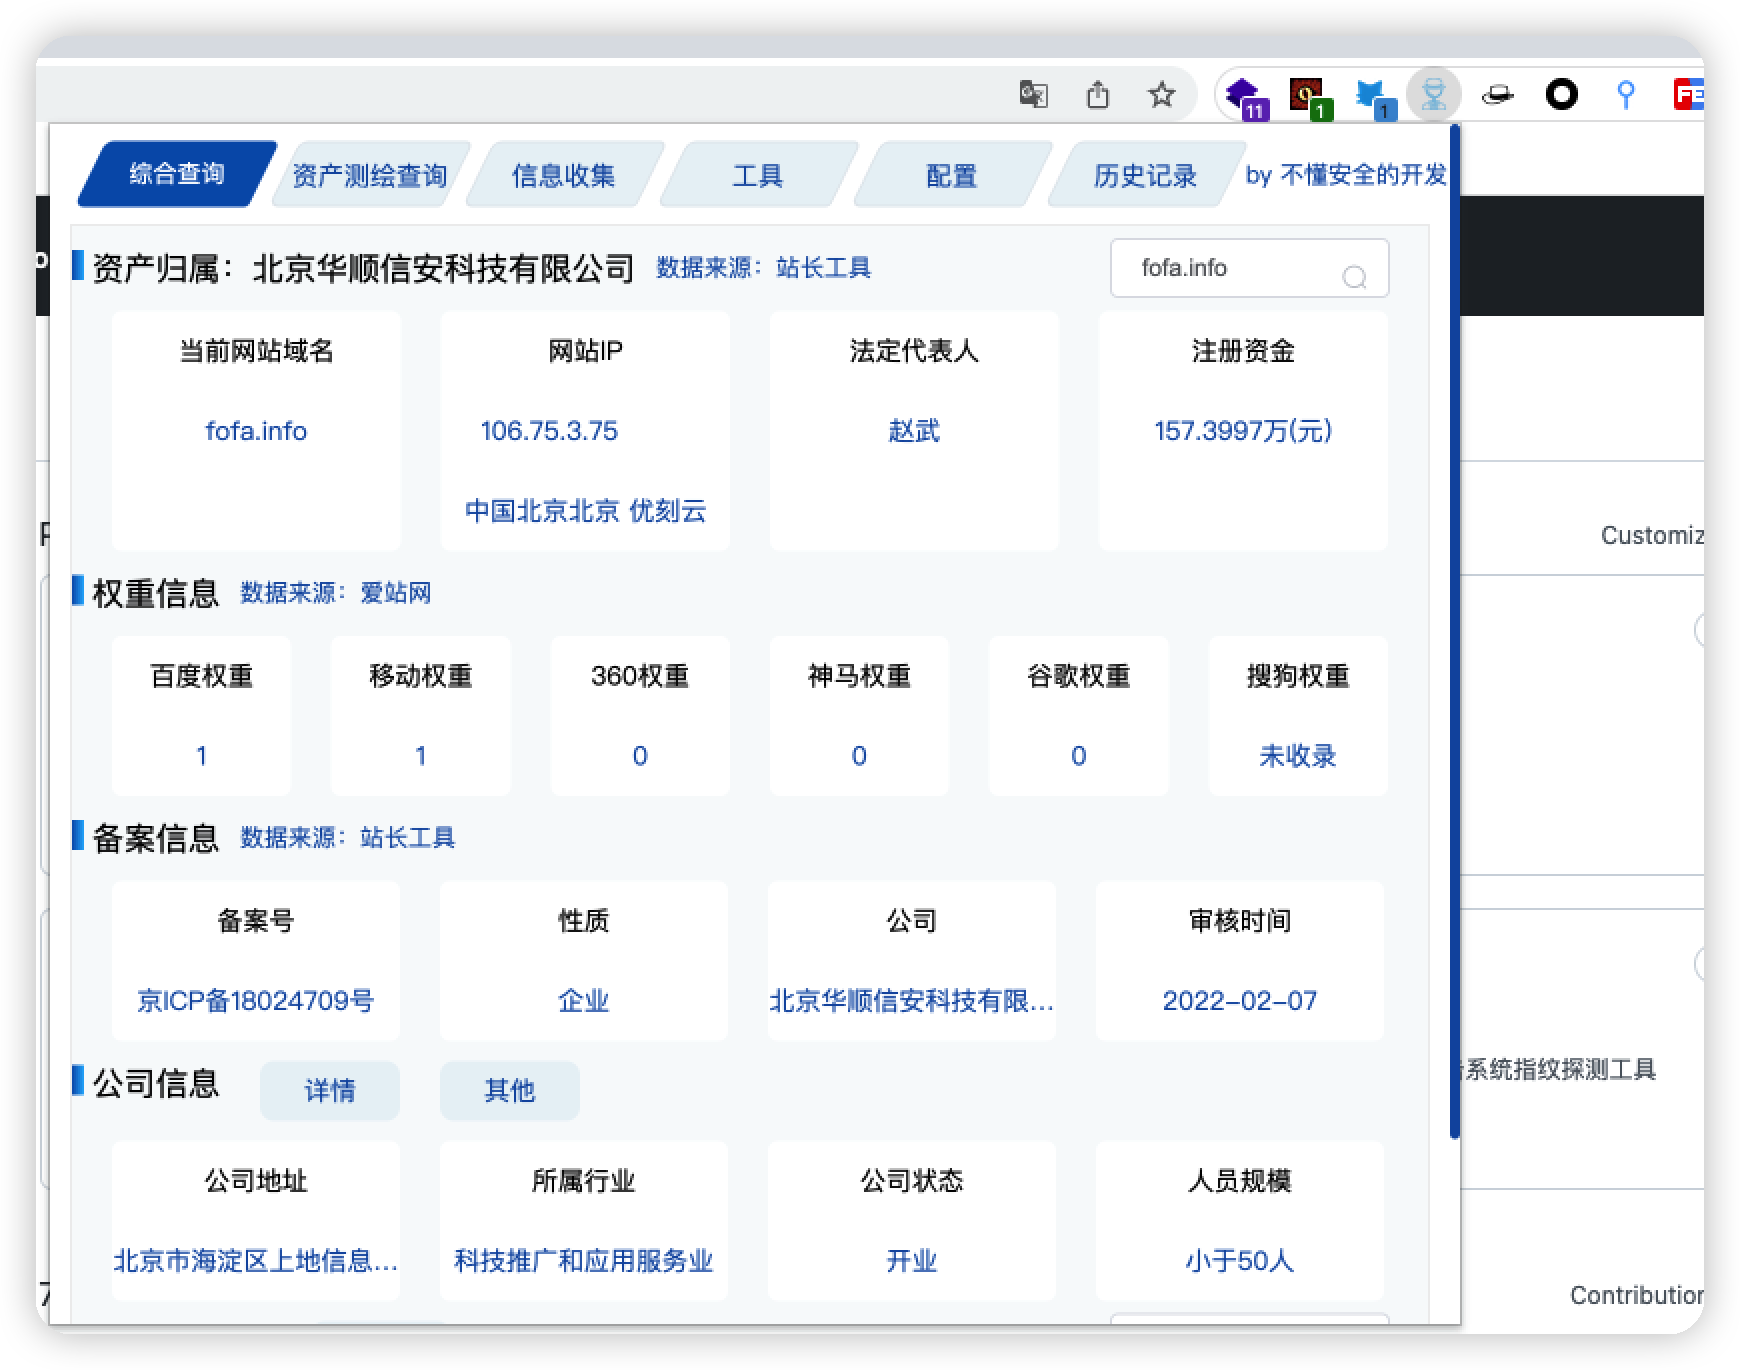 11
1
1
FE
综合查询 资产测绘查询 信息收集 工具 配置 历史记录 by 不懂安全的开发
资产归属：北京华顺信安科技有限公司 数据来源：站长工具 fofa.info
当前网站域名 网站IP 法定代表人 注册资金
fofa.info 106.75.3.75 赵武 157.3997万(元)
中国北京北京 优刻云
Customiz
权重信息 数据来源：爱站网
百度权重 移动权重 360权重 神马权重 谷歌权重 搜狗权重
1 1 0 0 0 未收录
备案信息 数据来源：站长工具
备案号 性质 公司 审核时间
京ICP备18024709号 企业 北京华顺信安科技有限... 2022-02-07
公司信息 详情 其他
系统指纹探测工具
公司地址 所属行业 公司状态 人员规模
北京市海淀区上地信息... 科技推广和应用服务业 开业 小于50人
7 Contribution